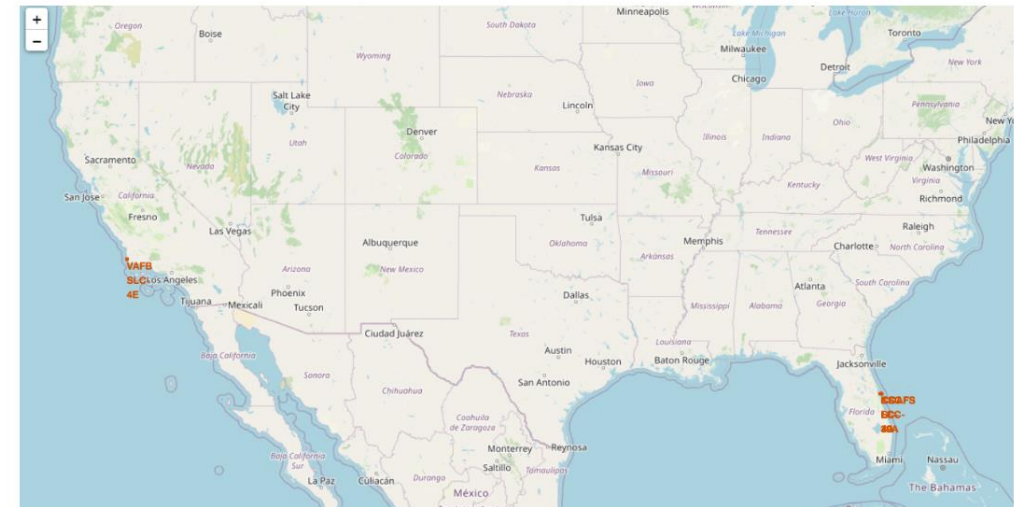 +
−
Oregon
Boise
South Dakota
Minneapolis
Wisconsin
Lake Huron
Toronto
Lake Michigan
Milwaukee
Wyoming
Detroit
New York
Chicago
Iowa
Salt Lake
City
Nebraska
Lincoln
Pennsylvania
New Y
Denver
Utah
Colorado
Illinois
Indiana
Ohio
Philadelphia
Sacramento
Nevada
Kansas City
Kansas
Missouri
West Virginia
Washington
Virginia
Kentucky
San Jose
California
Richmond
Fresno
Las Vegas
Tulsa
Raleigh
Tennessee
Albuquerque
Oklahoma
Memphis
Charlotte
North Carolina
Arkansas
VAFB
SLC-
4E
Los Angeles
Arizona
New Mexico
South Carolina
Atlanta
Phoenix
Tijuana
Mexicali
Tucson
Dallas
Mississippi
Alabama
Georgia
Ciudad Juárez
Texas
Louisiana
Baja California
Austin
Houston
Baton Rouge
Jacksonville
Sonora
San Antonio
Chihuahua
Florida
Coahuila
de Zaragoza
Monterrey
Reynosa
Baja California
Sur
Saltillo
Tamaulipas
Miami
Nassau
La Paz
Culiacán
Durango
The Bahamas
México